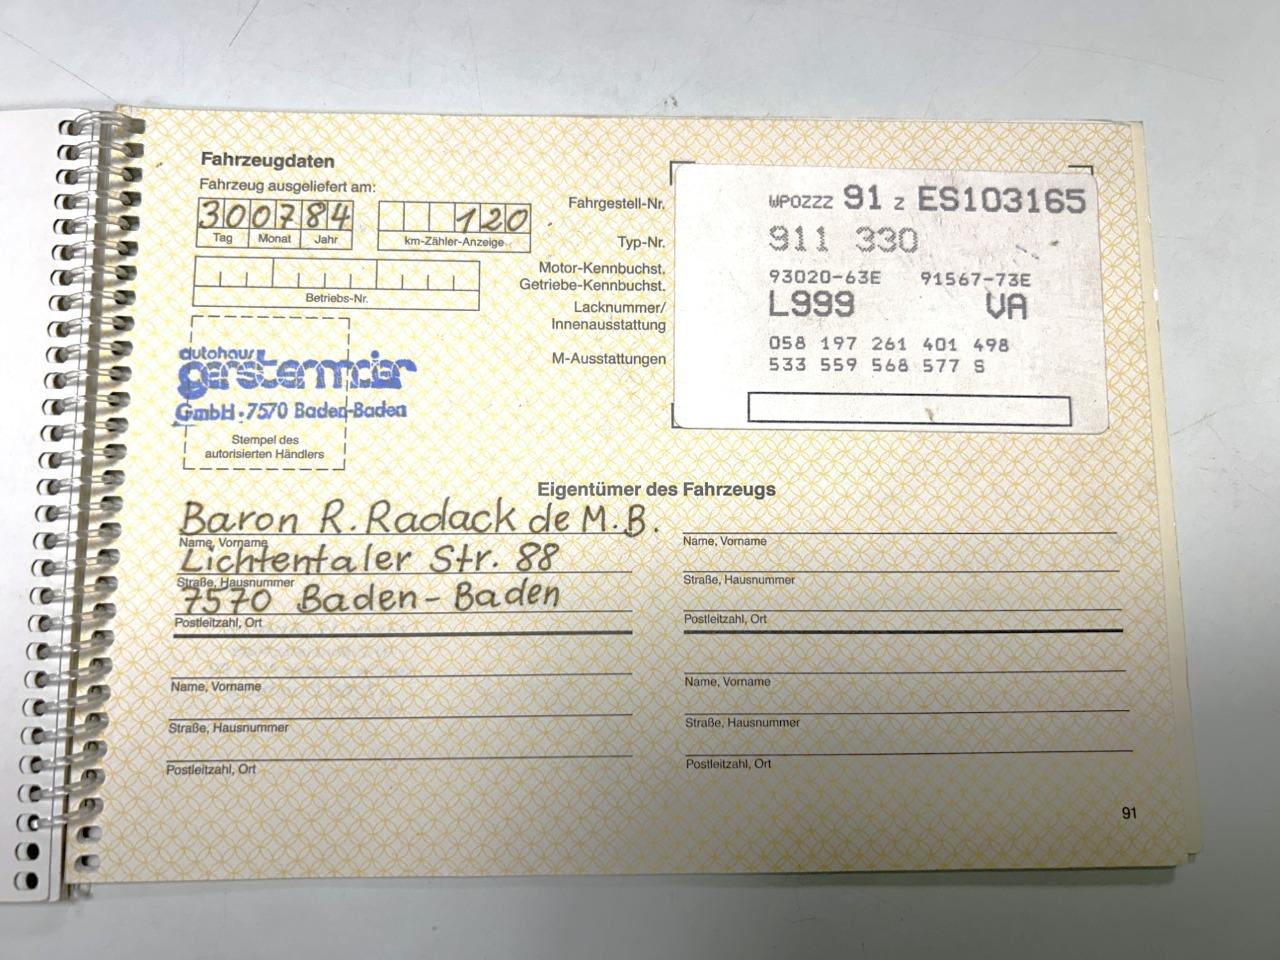 Fahrzeugdaten
Fahrzeug ausgeliefert am:
300784
Tag Monat Jahr
120
km-Zähler-Anzeige
Betriebs-Nr.
autohaus
gerstenmaier
GmbH · 7570 Baden-Baden
Stempel des
autorisierten Händlers
Fahrgestell-Nr.
Typ-Nr.
Motor-Kennbuchst.
Getriebe-Kennbuchst.
Lacknummer/
Innenausstattung
M-Ausstattungen
WPOZZZ 91 Z ES103165
911 330
93020-63E 91567-73E
L999 VA
058 197 261 401 498
533 559 568 577 S
Eigentümer des Fahrzeugs
Baron R. Radack de M.B.
Name, Vorname
Lichtentaler Str. 88
Straße, Hausnummer
7570 Baden-Baden
Postleitzahl, Ort
Name, Vorname
Straße, Hausnummer
Postleitzahl, Ort
Name, Vorname
Straße, Hausnummer
Postleitzahl, Ort
Name, Vorname
Straße, Hausnummer
Postleitzahl, Ort
91